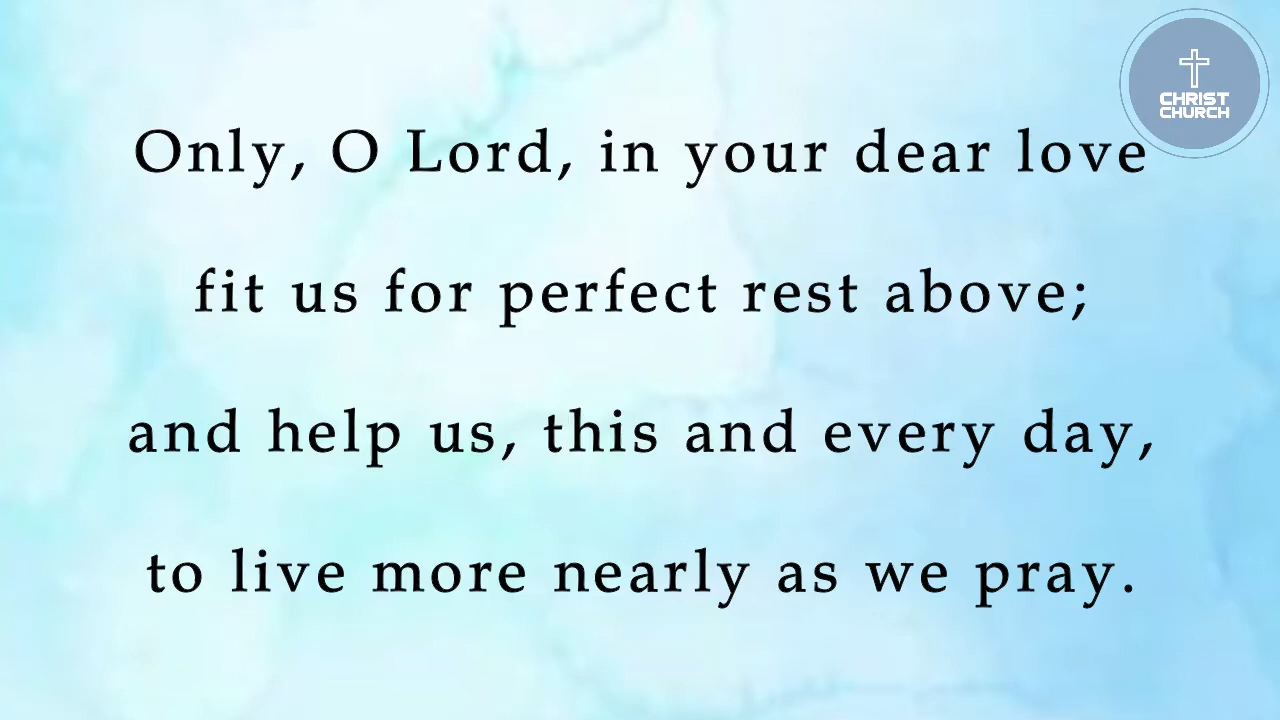 CHRIST
CHURCH
Only, O Lord, in your dear love
fit us for perfect rest above;
and help us, this and every day,
to live more nearly as we pray.